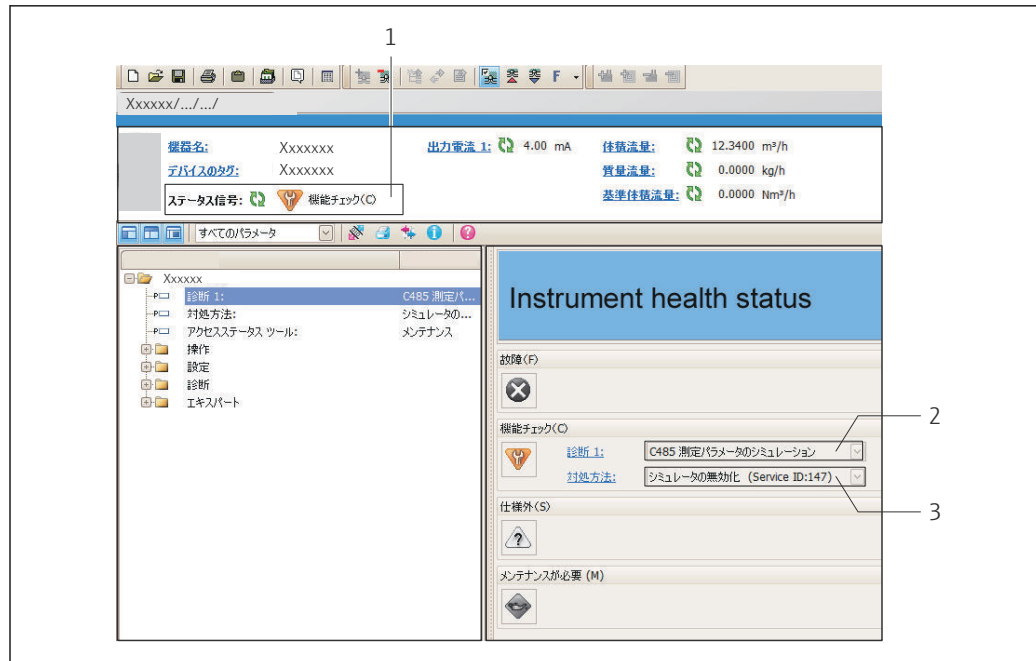 1
F
Xxxxxx/.../.../
機器名: Xxxxxxx 出力電流 1: 4.00 mA 体積流量: 12.3400 m³/h
デバイスのタグ: Xxxxxxx 質量流量: 0.0000 kg/h
ステータス信号: 機能チェック(C) 基準体積流量: 0.0000 Nm³/h
すべてのパラメータ
Xxxxxx
診断 1: C485 測定パ...
対処方法: シミュレータの...
アクセスステータス ツール: メンテナンス
操作
設定
診断
エキスパート
Instrument health status
故障(F)
機能チェック(C)
診断 1: C485 測定パラメータのシミュレーション
2
対処方法: シミュレータの無効化 (Service ID:147)
3
仕様外(S)
メンテナンスが必要 (M)